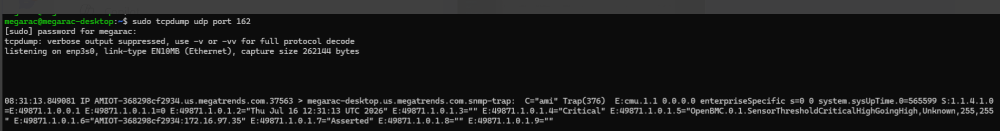 megarac@megarac-desktop:~$ sudo tcpdump udp port 162
[sudo] password for megarac:
tcpdump: verbose output suppressed, use -v or -vv for full protocol decode
listening on enp3s0, link-type EN10MB (Ethernet), capture size 262144 bytes
08:31:13.849081 IP AMIOT-368298cf2934.us.megatrends.com.37563 > megarac-desktop.us.megatrends.com.snmp-trap:  C="ami" Trap(376)  E:cmu.1.1 0.0.0.0 enterpriseSpecific s=0 0 system.sysUpTime.0=565599 S:1.1.4.1.0
=E:49871.1.0.0.1 E:49871.1.0.1.1=0 E:49871.1.0.1.2="Thu Jul 16 12:31:13 UTC 2026" E:49871.1.0.1.3="" E:49871.1.0.1.4="Critical" E:49871.1.0.1.5="OpenBMC.0.1.SensorThresholdCriticalHighGoingHigh,Unknown,255,255
" E:49871.1.0.1.6="AMIOT-368298cf2934:172.16.97.35" E:49871.1.0.1.7="Asserted" E:49871.1.0.1.8="" E:49871.1.0.1.9=""